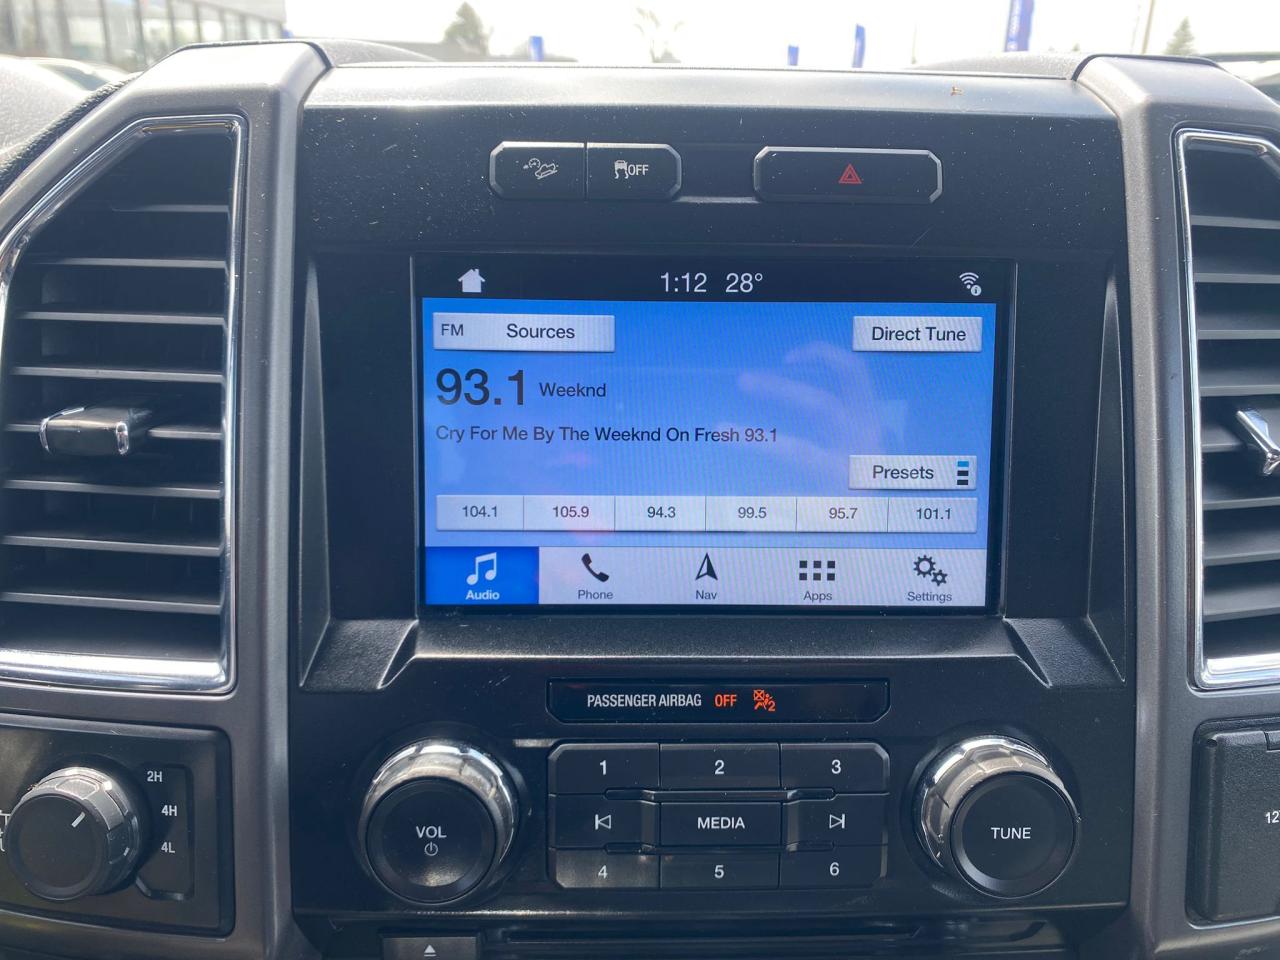 OFF
1:12 28°
FM Sources
Direct Tune
93.1 Weeknd
Cry For Me By The Weeknd On Fresh 93.1
Presets
104.1 105.9 94.3 99.5 95.7 101.1
Audio Phone Nav Apps Settings
PASSENGER AIRBAG OFF 2
2H
4H
4L
VOL
1 2 3
MEDIA
4 5 6
TUNE
12